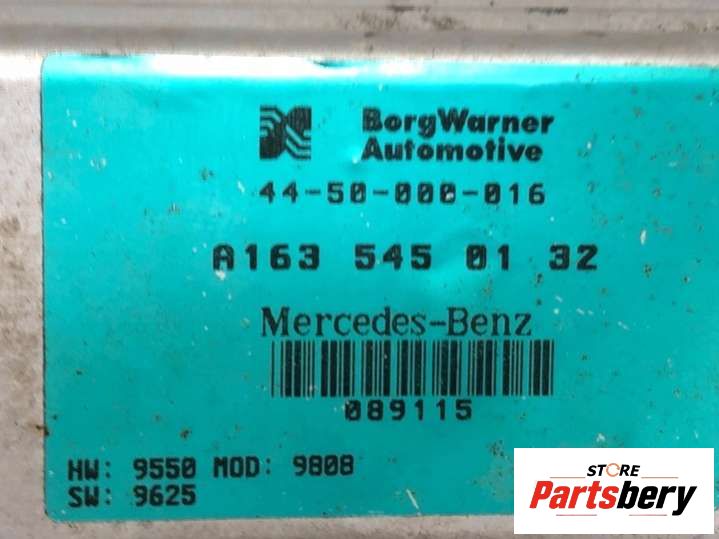 BorgWarner
Automotive
44-50-000-016
A163 545 01 32
Mercedes-Benz
089115
HW: 9550 MOD: 9808
SW: 9625
STORE
Partsbery